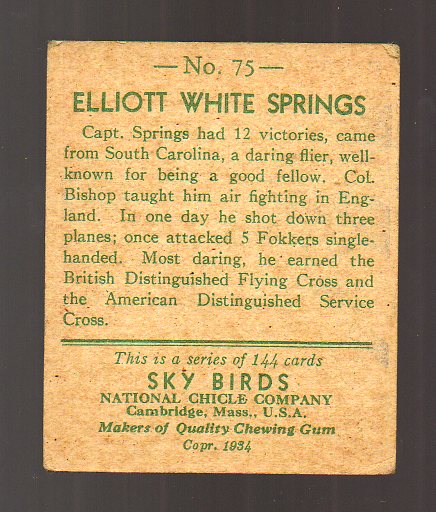 —No. 75—
ELLIOTT WHITE SPRINGS
Capt. Springs had 12 victories, came
from South Carolina, a daring flier, well-
known for being a good fellow. Col.
Bishop taught him air fighting in Eng-
land. In one day he shot down three
planes; once attacked 5 Fokkers single-
handed. Most daring, he earned the
British Distinguished Flying Cross and
the American Distinguished Service
Cross.
This is a series of 144 cards
SKY BIRDS
NATIONAL CHICLE COMPANY
Cambridge, Mass., U.S.A.
Makers of Quality Chewing Gum
Copr. 1934